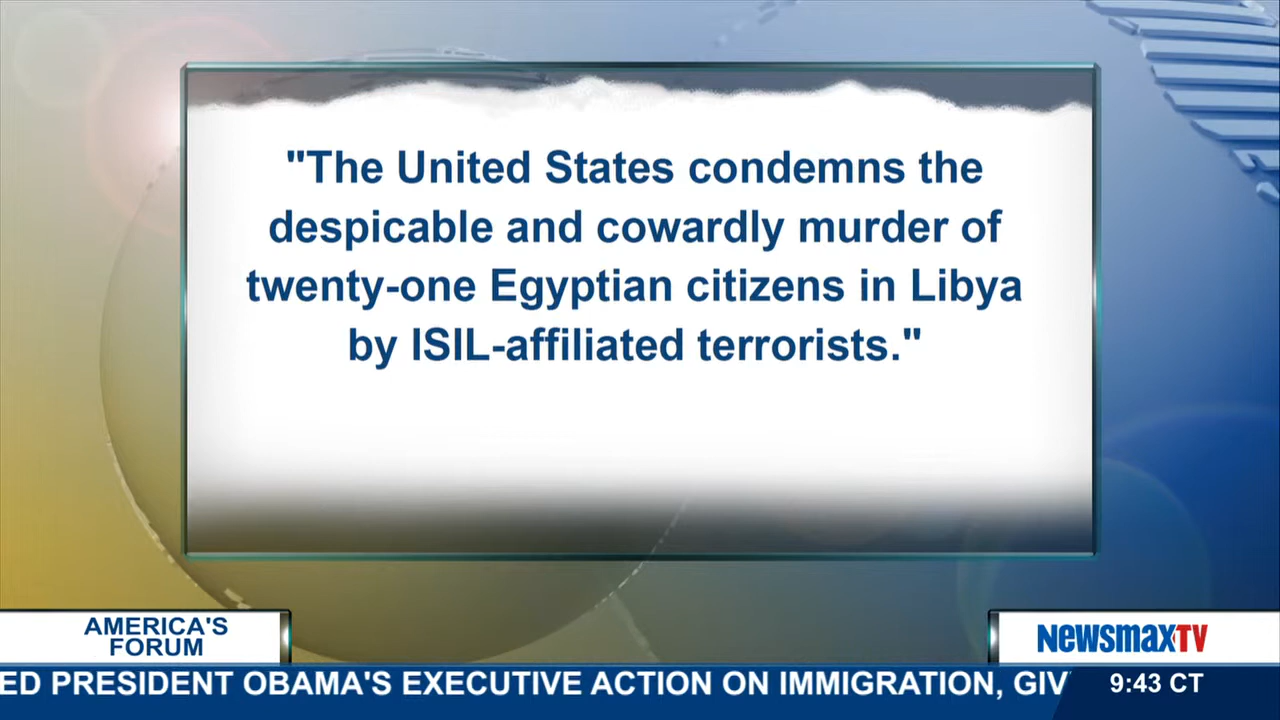 "The United States condemns the
despicable and cowardly murder of
twenty-one Egyptian citizens in Libya
by ISIL-affiliated terrorists."
AMERICA'S
FORUM
NEWSMAXTV
ED PRESIDENT OBAMA'S EXECUTIVE ACTION ON IMMIGRATION, GIV
9:43 CT